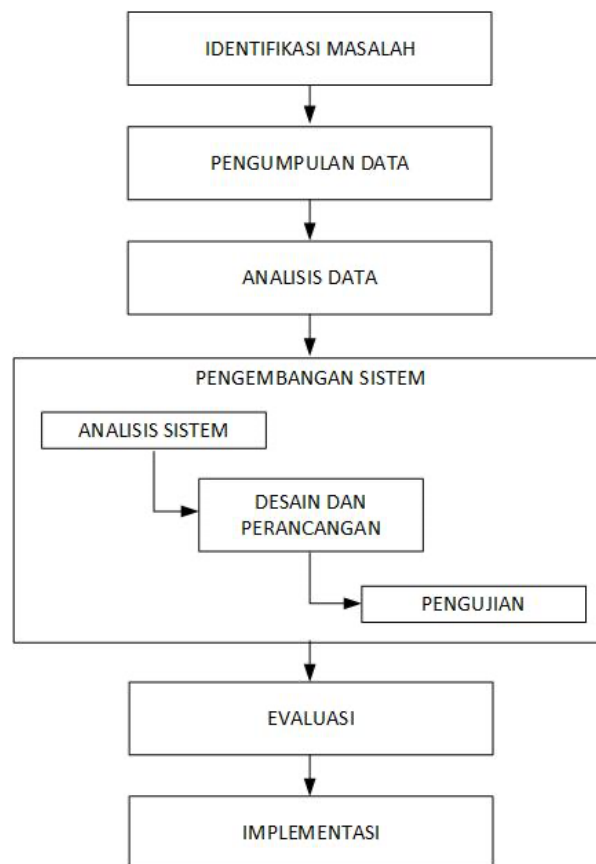 IDENTIFIKASI MASALAH
PENGUMPULAN DATA
ANALISIS DATA
PENGEMBANGAN SISTEM
ANALISIS SISTEM
DESAIN DAN
PERANCANGAN
PENGUJIAN
EVALUASI
IMPLEMENTASI